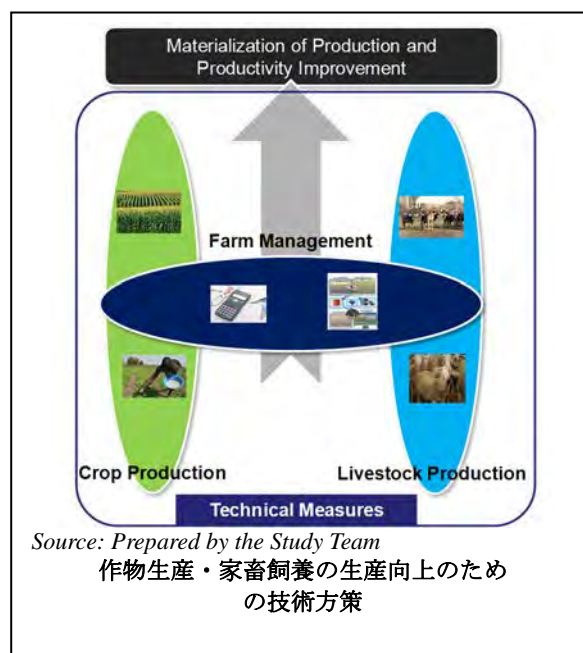 Materialization of Production and
Productivity Improvement
Farm Management
Crop Production
Livestock Production
Technical Measures
Source: Prepared by the Study Team
作物生産・家畜飼養の生産向上のため
の技術方策